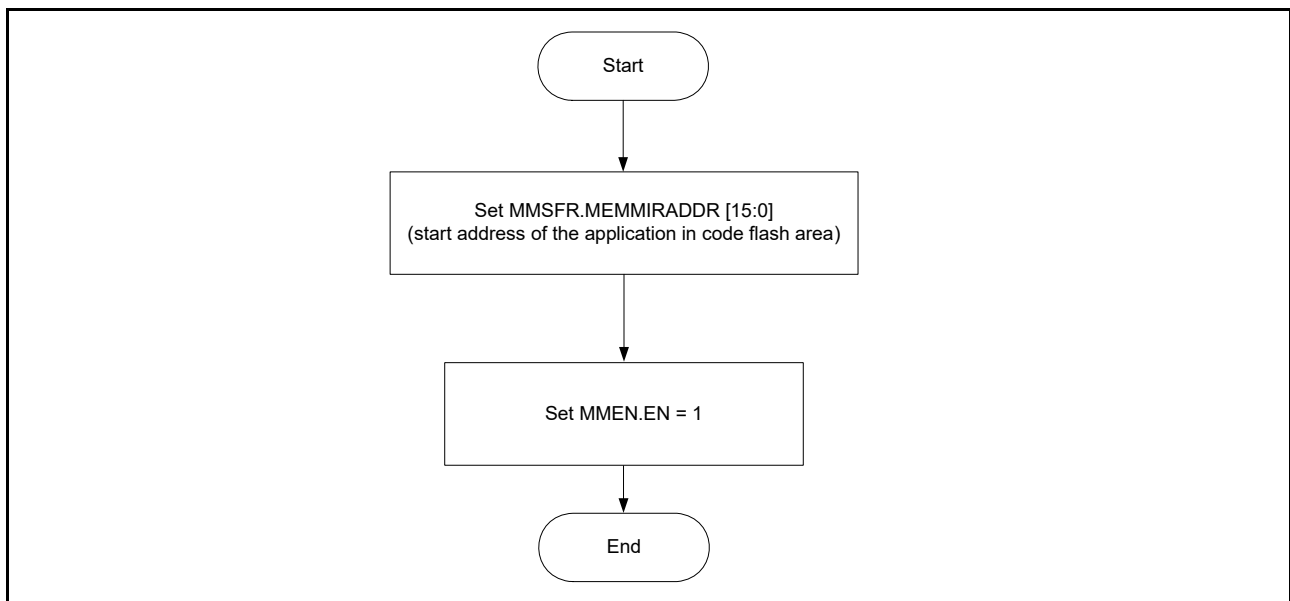 Start
Set MMSFR.MEMMIRADDR [15:0]
(start address of the application in code flash area)
Set MMEN.EN = 1
End